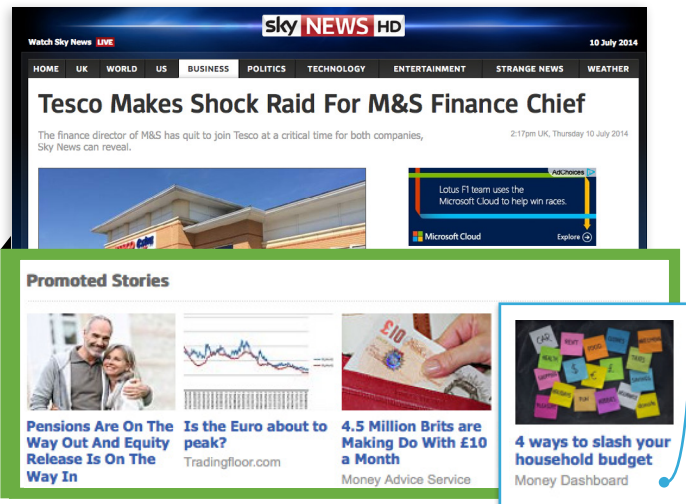 sky NEWS HD
Watch Sky News LIVE
10 July 2014
HOME UK WORLD US BUSINESS POLITICS TECHNOLOGY ENTERTAINMENT STRANGE NEWS WEATHER
Tesco Makes Shock Raid For M&S Finance Chief
The finance director of M&S has quit to join Tesco at a critical time for both companies,
Sky News can reveal.
2:17pm UK, Thursday 10 July 2014
AdChoices
Lotus F1 team uses the
Microsoft Cloud to help win races.
Microsoft Cloud
Explore
Promoted Stories
Pensions Are On The
Way Out And Equity
Release Is On The
Way In
Is the Euro about to
peak?
Tradingfloor.com
£10
4.5 Million Brits are
Making Do With £10
a Month
Money Advice Service
CAR RENT FOOD
HEALTH $ € £ TAXES
4 ways to slash your
household budget
Money Dashboard